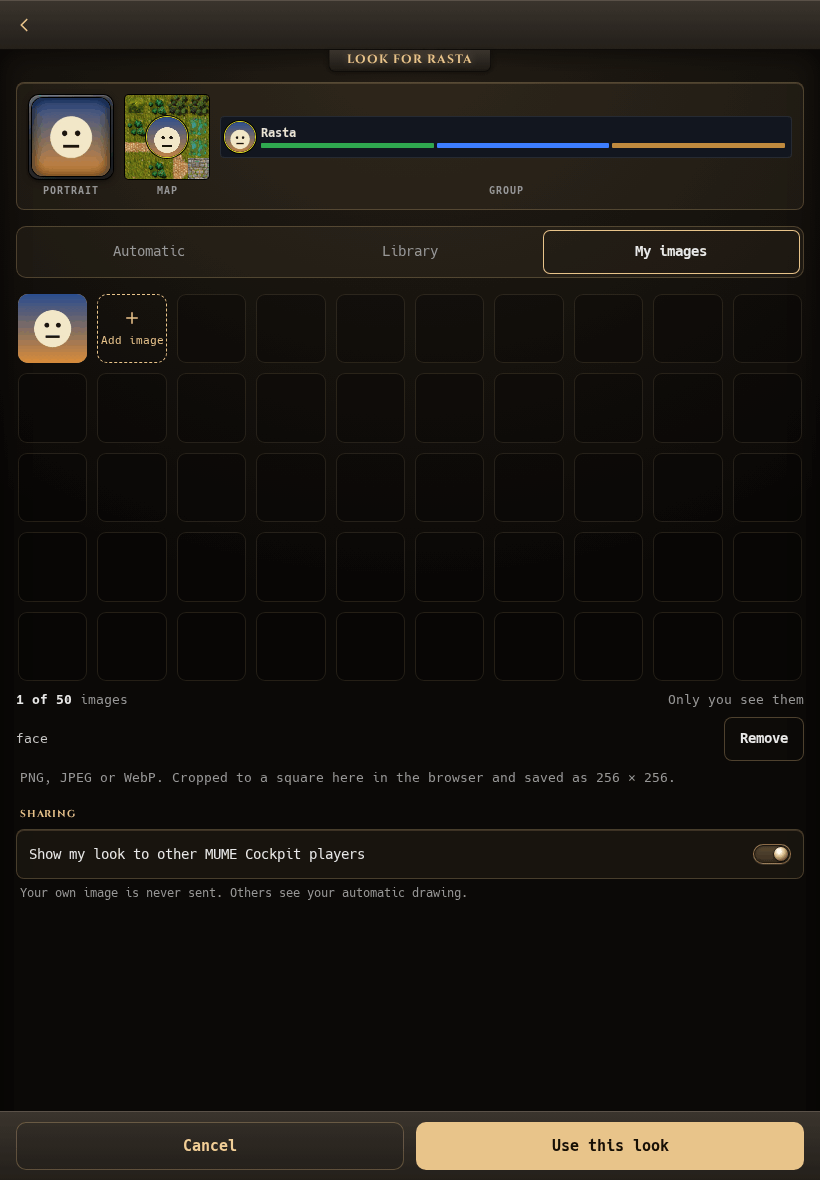 LOOK FOR RASTA
Rasta
PORTRAIT
MAP
GROUP
Automatic
Library
My images
Add image
1 of 50 images
Only you see them
face
Remove
PNG, JPEG or WebP. Cropped to a square here in the browser and saved as 256 × 256.
SHARING
Show my look to other MUME Cockpit players
Your own image is never sent. Others see your automatic drawing.
Cancel
Use this look